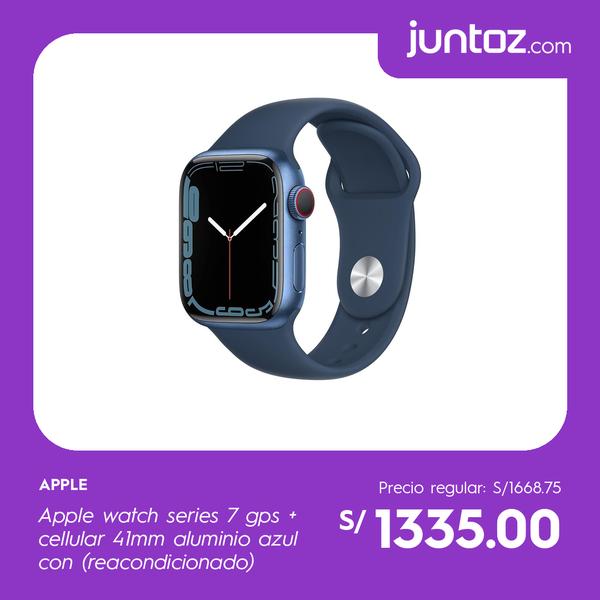 juntoz.com
APPLE
Apple watch series 7 gps +
cellular 41mm aluminio azul
con (reacondicionado)
Precio regular: S/1668.75
S/ 1335.00